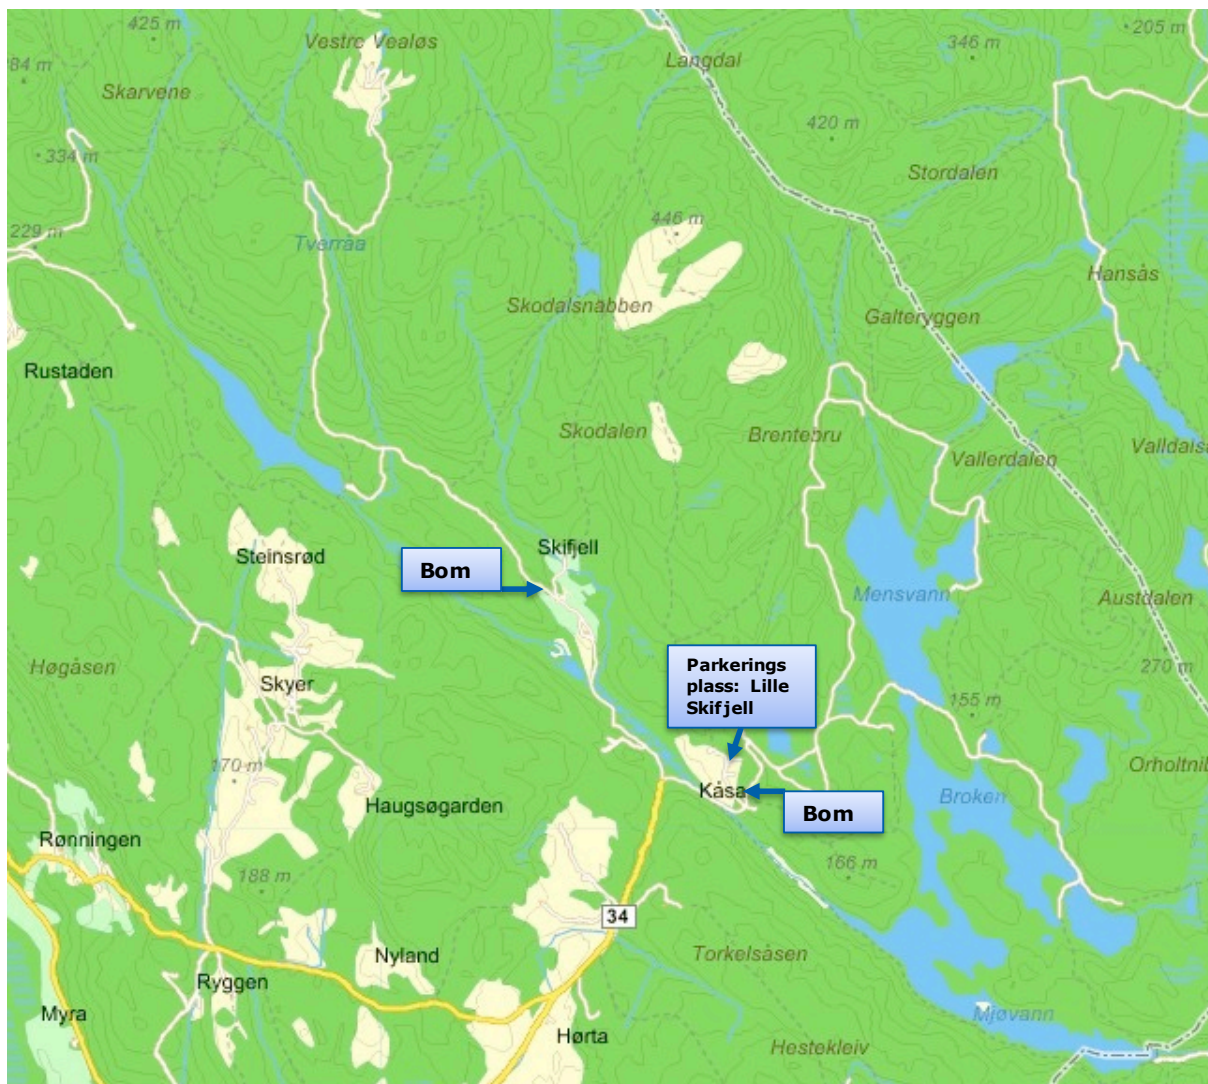 425 m
205 m
Vestre Vealøs
346 m
Langdal
284 m
Skarvene
420 m
334 m
Stordalen
446 m
229 m
Tverråa
Hansås
Skodalsnabben
Galteryggen
Rustaden
Skodalen
Brentebru
Valldalså
Vallerdalen
Skifjell
Steinsrød
Bom
Mensvann
Austdalen
Høgåsen
Parkerings
plass: Lille
Skifjell
270 m
Skyer
155 m
170 m
Orholtnib
Kåsa
Broken
Haugsøgarden
Bom
Rønningen
166 m
188 m
34
Nyland
Torkelsåsen
Ryggen
Myra
Mjøvann
Hørta
Hestekleiv